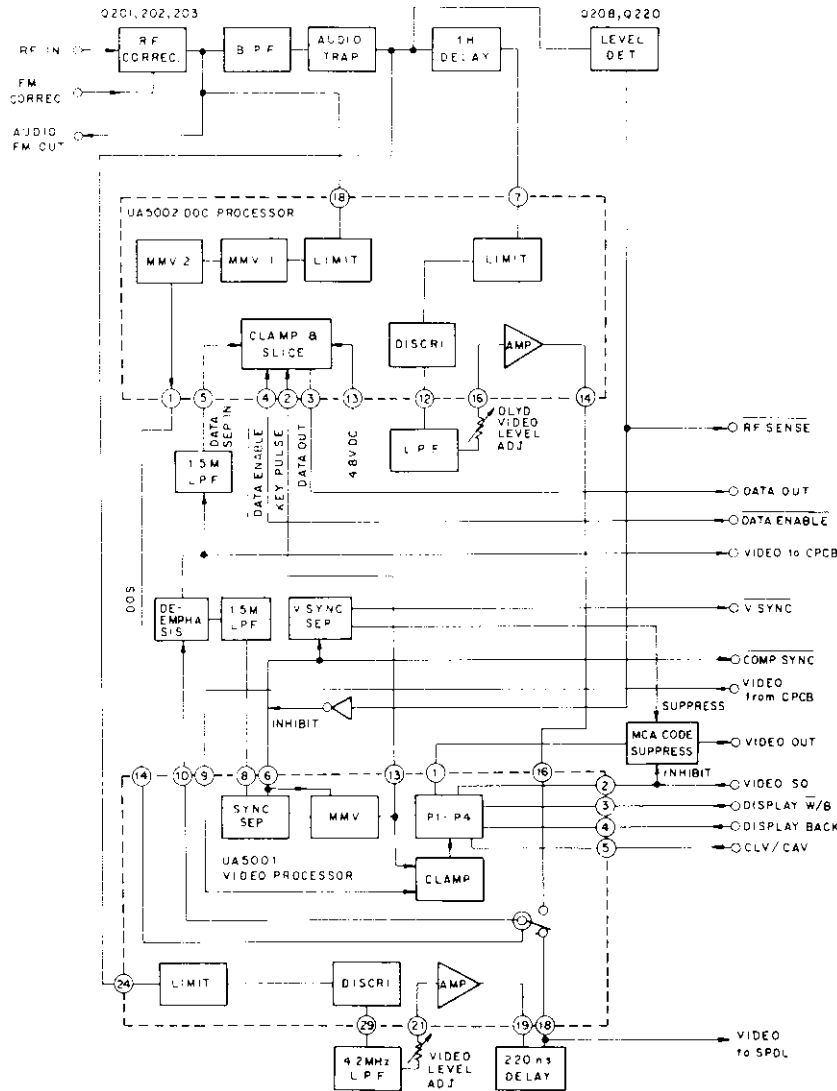 Q201,202,203
Q208,Q220
RF IN
RF CORREC.
B.P.F.
AUDIO TRAP
1H DELAY
LEVEL DET
FM CORREC
AUDIO FM OUT
18
7
UA5002 DOC PROCESSOR
MMV 2
MMV 1
LIMIT
LIMIT
CLAMP & SLICE
DISCRI
AMP
1
5
4
2
3
13
12
16
14
DATA SEP IN
DATA ENABLE
KEY PULSE
DATA OUT
4.8V DC
L.P.F.
DLYD VIDEO LEVEL ADJ
RF SENSE
1.5M LPF
DATA OUT
DATA ENABLE
VIDEO to CPCB
DOS
DE-EMPHASIS
1.5M LPF
V SYNC SEP
V SYNC
COMP SYNC
VIDEO from CPCB
SUPPRESS
INHIBIT
MCA CODE SUPPRESS
VIDEO OUT
INHIBIT
14
10
9
8
6
13
1
16
2
VIDEO SQ
SYNC SEP
MMV
P1-P4
3
DISPLAY W/B
4
DISPLAY BACK
5
CLV/CAV
UA5001 VIDEO PROCESSOR
CLAMP
24
LIMIT
DISCRI
AMP
29
21
19
18
4.2MHz L.P.F.
VIDEO LEVEL ADJ
220 ns DELAY
VIDEO to SPDL